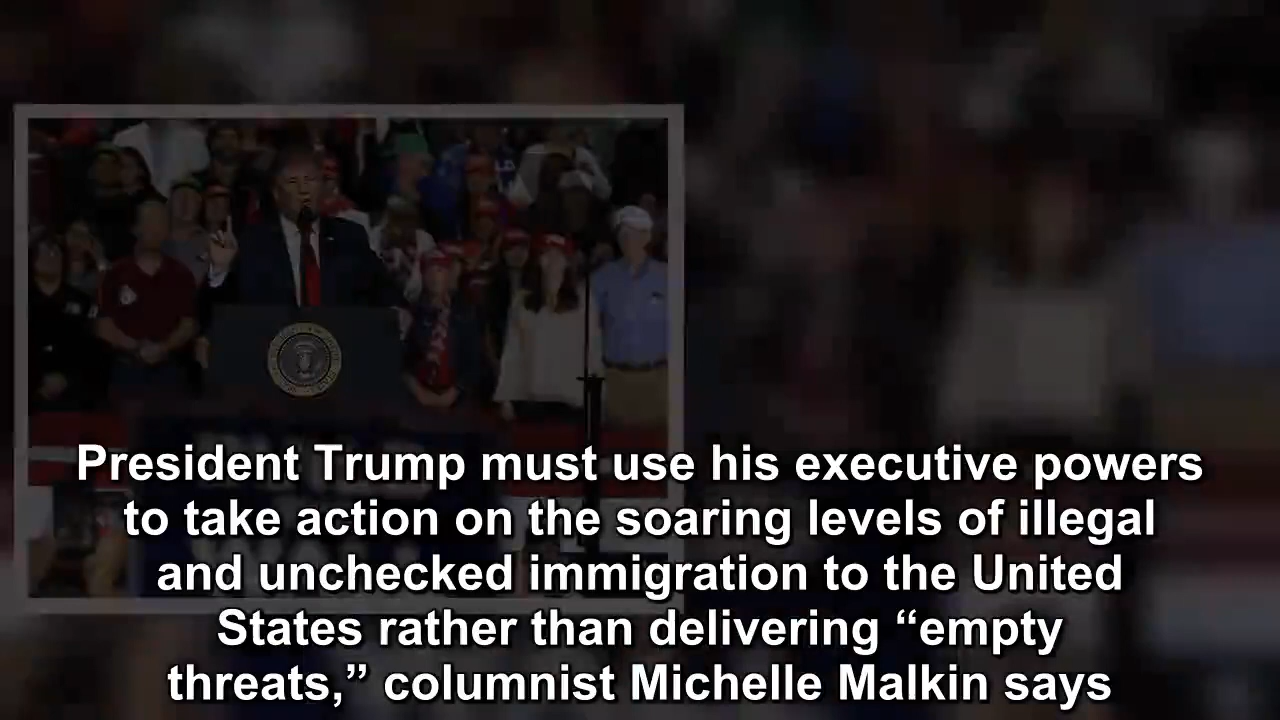 President Trump must use his executive powers
to take action on the soaring levels of illegal
and unchecked immigration to the United
States rather than delivering “empty
threats,” columnist Michelle Malkin says